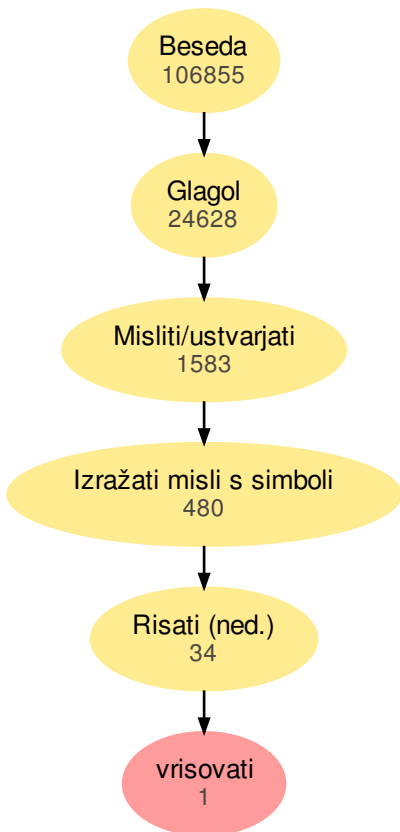 Beseda
106855
Glagol
24628
Misliti/ustvarjati
1583
Izražati misli s simboli
480
Risati (ned.)
34
vrisovati
1